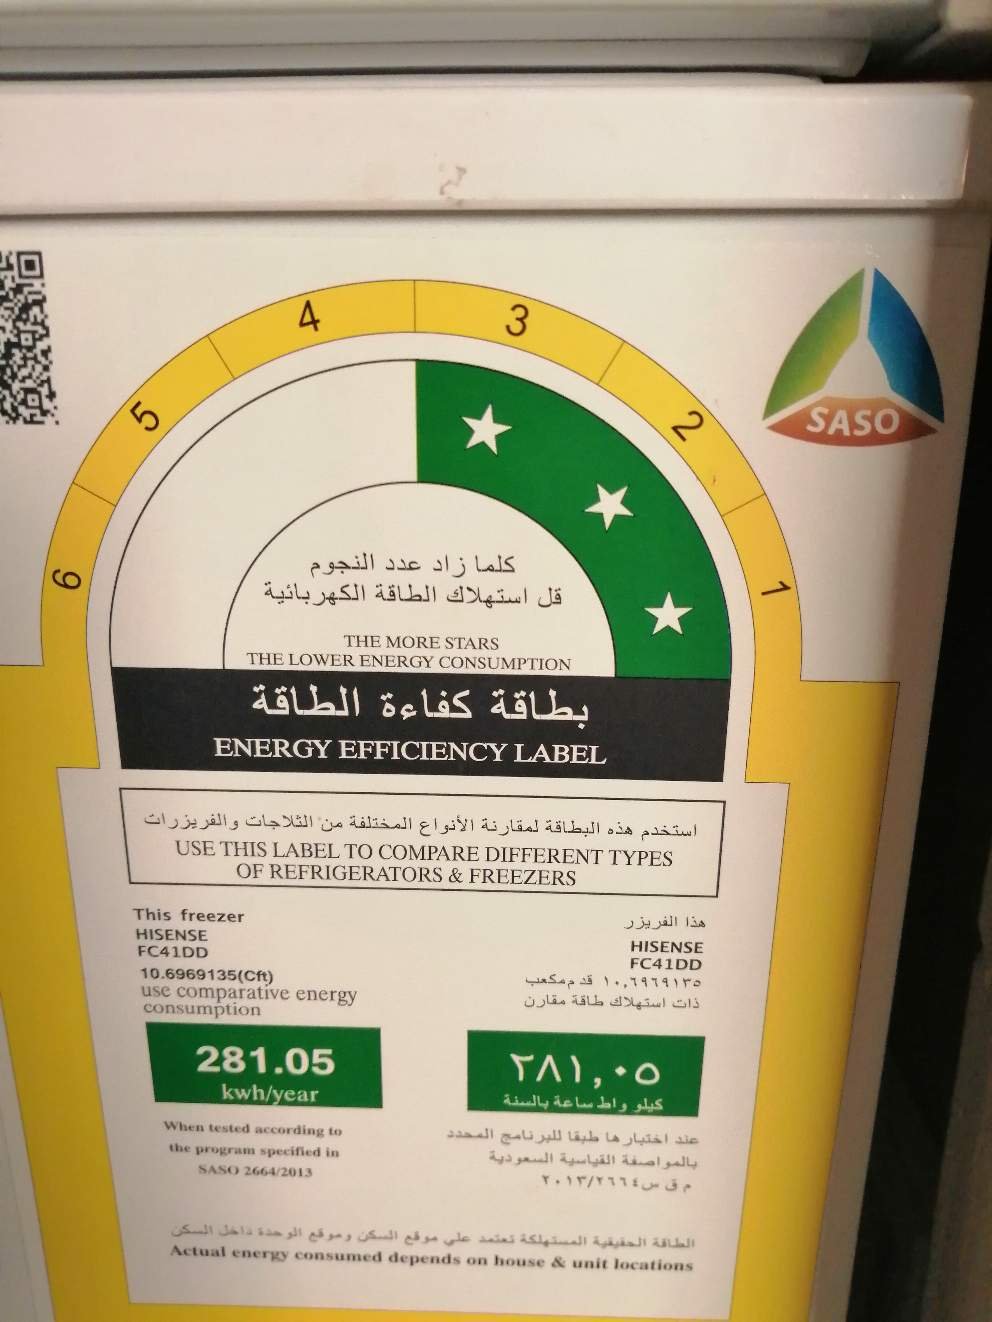 4
3
5
2
6
1
SASO
كلما زاد عدد النجوم
قل استهلاك الطاقة الكهربائية
THE MORE STARS
THE LOWER ENERGY CONSUMPTION
بطاقة كفاءة الطاقة
ENERGY EFFICIENCY LABEL
استخدم هذه البطاقة لمقارنة الأنواع المختلفة من الثلاجات والفريزرات
USE THIS LABEL TO COMPARE DIFFERENT TYPES
OF REFRIGERATORS & FREEZERS
This freezer
HISENSE
FC41DD
10.6969135(Cft)
use comparative energy
consumption
281.05
kwh/year
When tested according to
the program specified in
SASO 2664/2013
هذا الفريزر
HISENSE
FC41DD
١٠,٦٩٦٩١٣٥ قدم مكعب
ذات استهلاك طاقة مقارن
٢٨١,٠٥
كيلو واط ساعة بالسنة
عند اختبارها طبقا للبرنامج المحدد
بالمواصفة القياسية السعودية
م ق س ٢٠١٣/٢٦٦٤
الطاقة الحقيقية المستهلكة تعتمد علي موقع السكن وموقع الوحدة داخل السكن
Actual energy consumed depends on house & unit locations